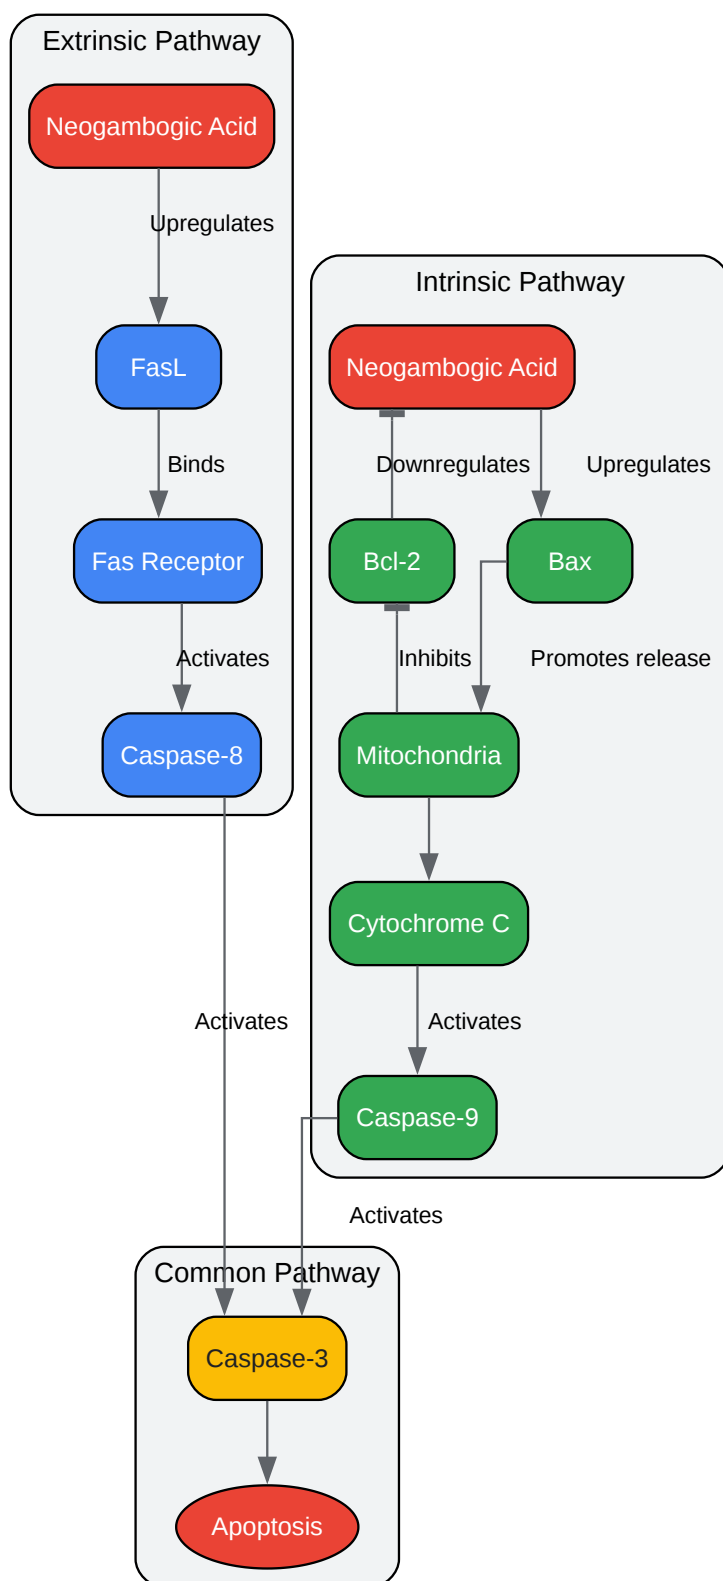 Extrinsic Pathway
Neogambogic Acid
Upregulates
FasL
Binds
Fas Receptor
Activates
Caspase-8
Activates
Intrinsic Pathway
Neogambogic Acid
Downregulates
Upregulates
Bcl-2
Bax
Inhibits
Promotes release
Mitochondria
Cytochrome C
Activates
Caspase-9
Activates
Common Pathway
Caspase-3
Apoptosis